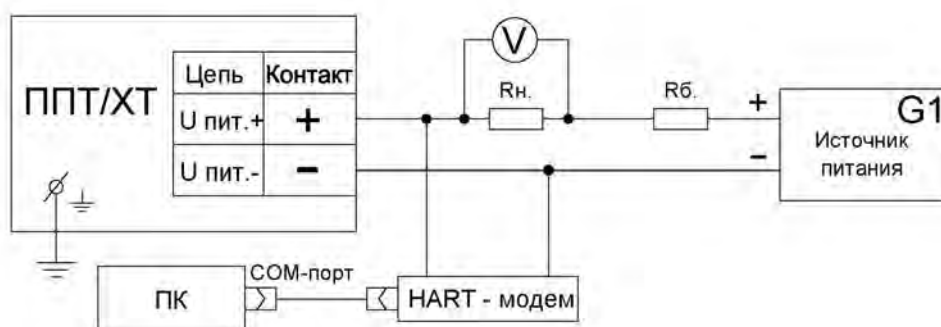 ППТ/ХТ
Цепь Контакт
U пит.+ +
U пит.- −
V
Rн.
Rб.
+
−
G1
Источник
питания
COM-порт
ПК
HART - модем